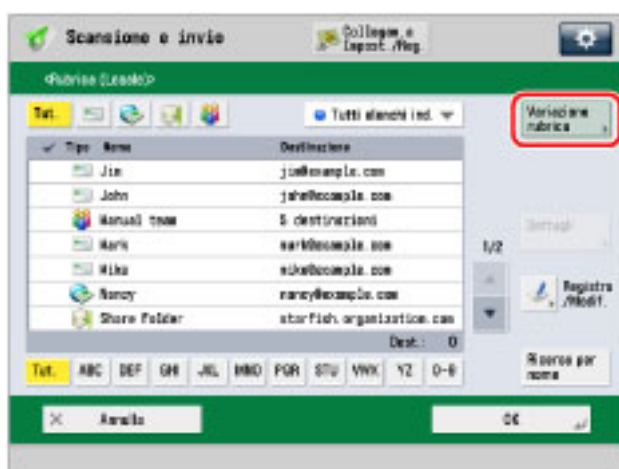 Scansione e invio
Collegam. e
Impost./Reg.
<Rubrica (Locale)>
Tut.
Tutti elenchi ind.
Variazione
rubrica
Tipo Nome Destinazione
Jim jim@example.com
John john@example.com
Manual team 5 destinazioni
Mark mark@example.com
Mike mike@example.com
Nancy nancy@example.com
Share Folder starfish.organization.com
1/2
Dettagli
Registra
/Modif.
Dest.: 0
Tut. ABC DEF GHI JKL MNO PQR STU VWX YZ 0-9
Ricerca per
nome
Annulla
OK